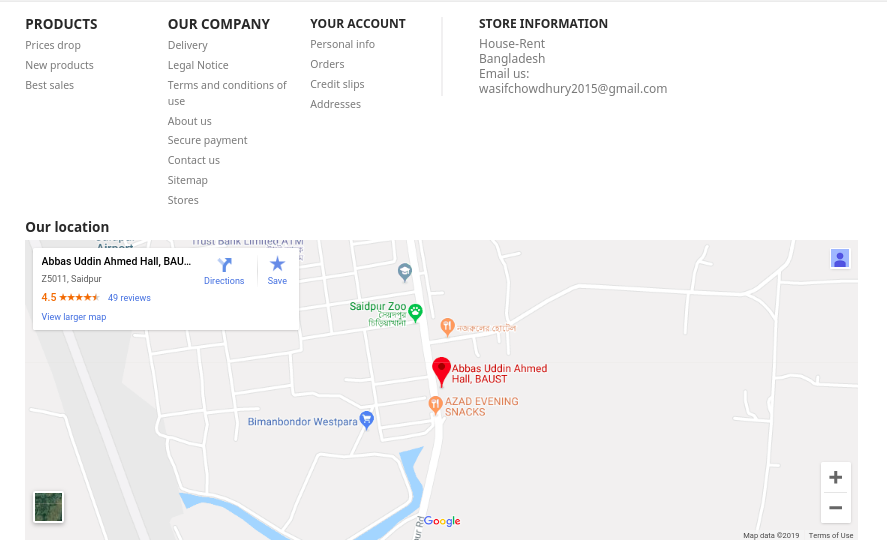 PRODUCTS
Prices drop
New products
Best sales
OUR COMPANY
Delivery
Legal Notice
Terms and conditions of
use
About us
Secure payment
Contact us
Sitemap
Stores
YOUR ACCOUNT
Personal info
Orders
Credit slips
Addresses
STORE INFORMATION
House-Rent
Bangladesh
Email us:
wasifchowdhury2015@gmail.com
Our location
Airport
Trust Bank Limited ATM
Abbas Uddin Ahmed Hall, BAU...
Z5011, Saidpur
4.5
49 reviews
View larger map
Directions
Save
Saidpur Zoo
সৈয়দপুর
চিড়িয়াখানা
নজরুলের হোটেল
Abbas Uddin Ahmed
Hall, BAUST
AZAD EVENING
SNACKS
Bimanbondor Westpara
Google
Map data ©2019
Terms of Use